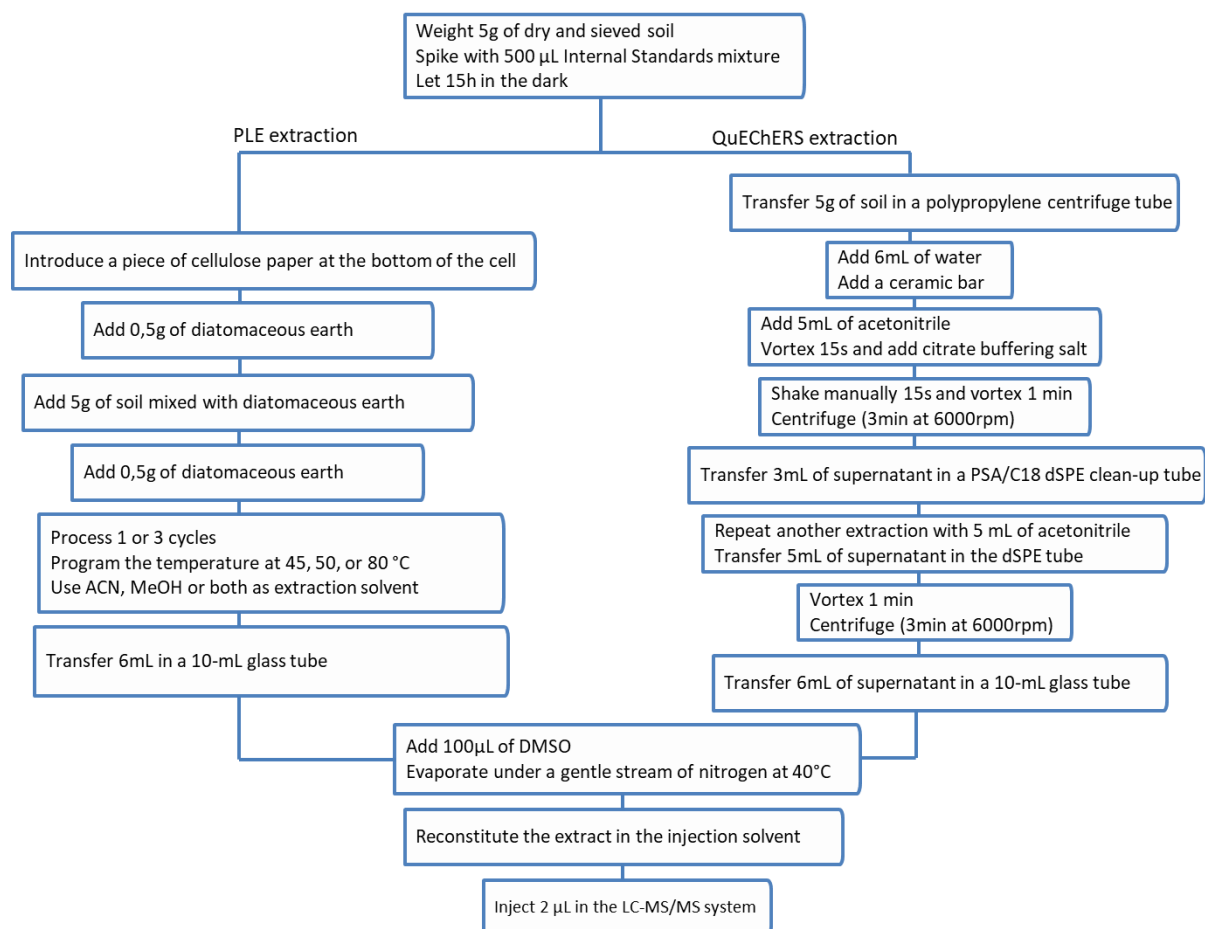 Weight 5g of dry and sieved soil
Spike with 500 µL Internal Standards mixture
Let 15h in the dark
PLE extraction
Introduce a piece of cellulose paper at the bottom of the cell
Add 0,5g of diatomaceous earth
Add 5g of soil mixed with diatomaceous earth
Add 0,5g of diatomaceous earth
Process 1 or 3 cycles
Program the temperature at 45, 50, or 80 °C
Use ACN, MeOH or both as extraction solvent
Transfer 6mL in a 10-mL glass tube
QuEChERS extraction
Transfer 5g of soil in a polypropylene centrifuge tube
Add 6mL of water
Add a ceramic bar
Add 5mL of acetonitrile
Vortex 15s and add citrate buffering salt
Shake manually 15s and vortex 1 min
Centrifuge (3min at 6000rpm)
Transfer 3mL of supernatant in a PSA/C18 dSPE clean-up tube
Repeat another extraction with 5 mL of acetonitrile
Transfer 5mL of supernatant in the dSPE tube
Vortex 1 min
Centrifuge (3min at 6000rpm)
Transfer 6mL of supernatant in a 10-mL glass tube
Add 100µL of DMSO
Evaporate under a gentle stream of nitrogen at 40°C
Reconstitute the extract in the injection solvent
Inject 2 µL in the LC-MS/MS system